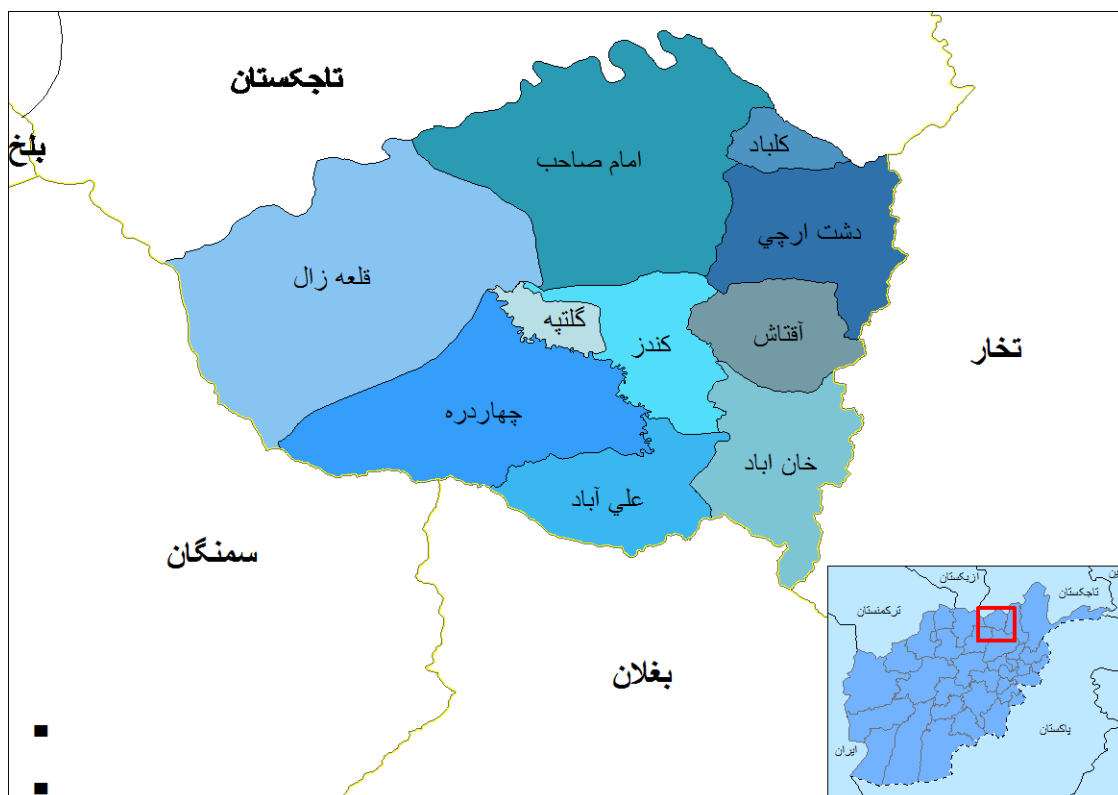 تاجکستان
بلخ
کلباد
امام صاحب
دشت ارچي
قلعه زال
گلتپه
کندز
آقتاش
تخار
چهاردره
خان اباد
علي آباد
سمنگان
بغلان
ازبکستان
تاجکستان
ترکمنستان
پاکستان
ایران